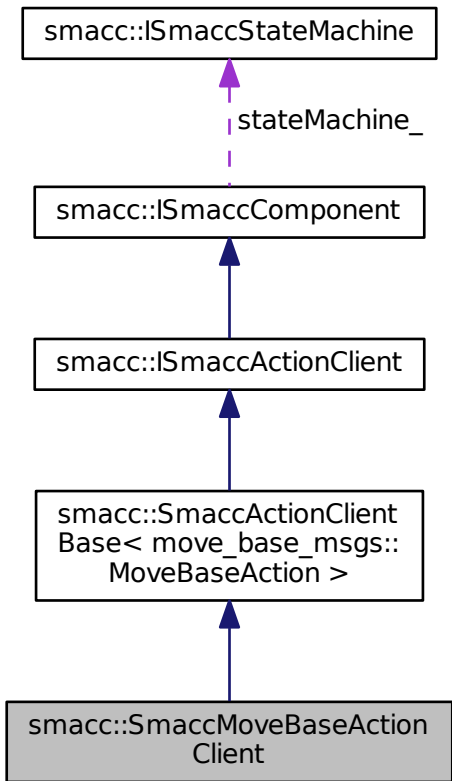 smacc::ISmaccStateMachine
stateMachine_
smacc::ISmaccComponent
smacc::ISmaccActionClient
smacc::SmaccActionClient
Base< move_base_msgs::
MoveBaseAction >
smacc::SmaccMoveBaseAction
Client